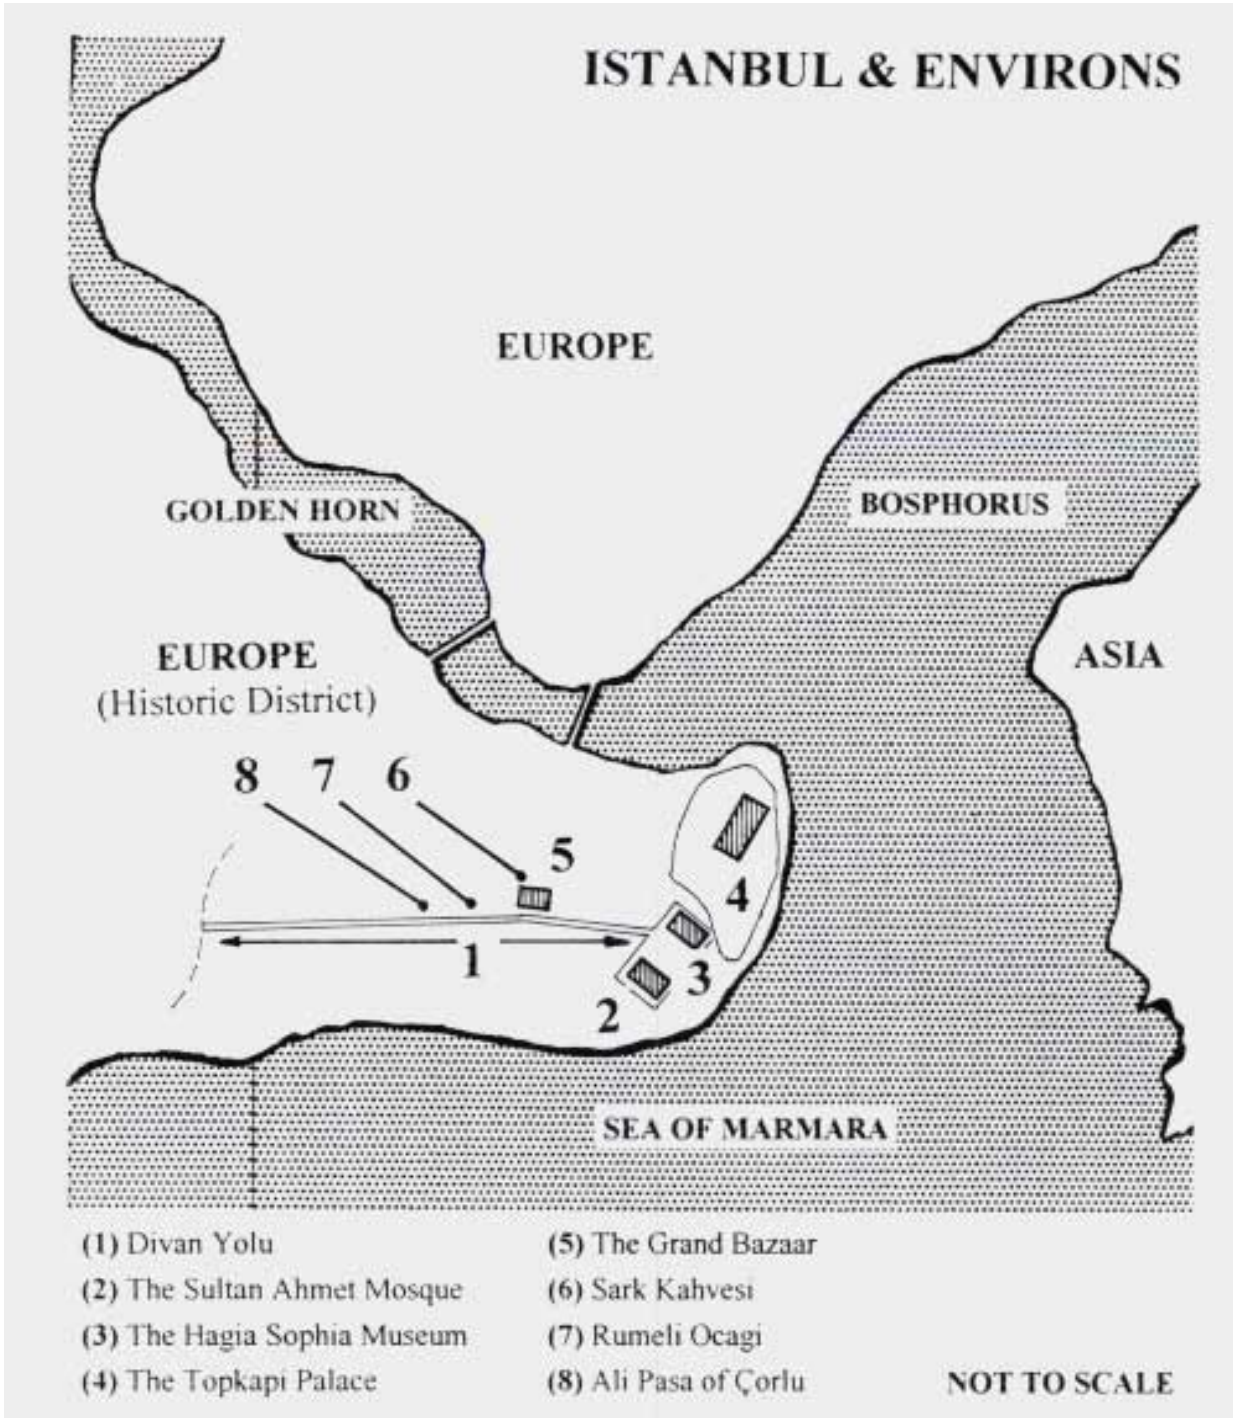 ISTANBUL & ENVIRONS
EUROPE
GOLDEN HORN
BOSPHORUS
EUROPE
(Historic District)
ASIA
8
7
6
5
4
1
3
2
SEA OF MARMARA
(1) Divan Yolu
(2) The Sultan Ahmet Mosque
(3) The Hagia Sophia Museum
(4) The Topkapi Palace
(5) The Grand Bazaar
(6) Sark Kahvesi
(7) Rumeli Ocagi
(8) Ali Pasa of Çorlu
NOT TO SCALE